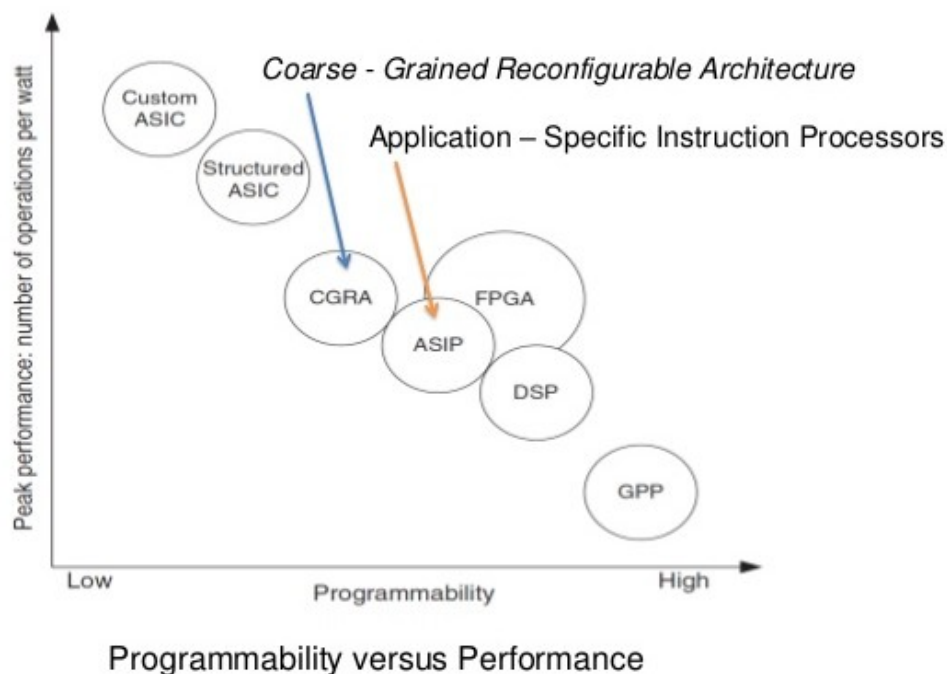 Coarse - Grained Reconfigurable Architecture
Application – Specific Instruction Processors
Peak performance: number of operations per watt
Custom
ASIC
Structured
ASIC
CGRA
FPGA
ASIP
DSP
GPP
Low
Programmability
High
Programmability versus Performance